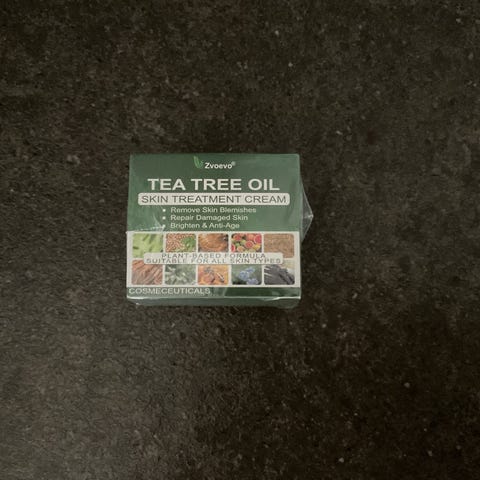 Zvoevo®
TEA TREE OIL
SKIN TREATMENT CREAM
▪ Remove Skin Blemishes
▪ Repair Damaged Skin
▪ Brighten & Anti-Age
PLANT-BASED FORMULA
SUITABLE FOR ALL SKIN TYPES
COSMECEUTICALS